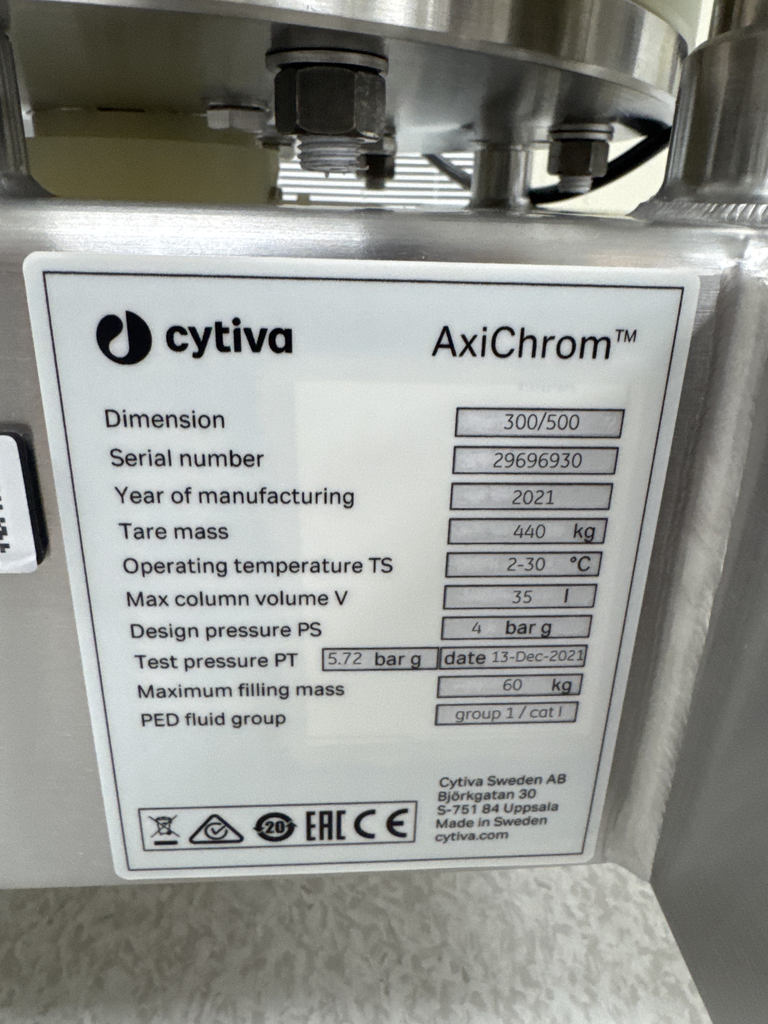 cytiva AxiChrom™
Dimension 300/500
Serial number 29696930
Year of manufacturing 2021
Tare mass 440 kg
Operating temperature TS 2-30 °C
Max column volume V 35 l
Design pressure PS 4 bar g
Test pressure PT 5.72 bar g date 13-Dec-2021
Maximum filling mass 60 kg
PED fluid group group 1 / cat I
Cytiva Sweden AB
Björkgatan 30
S-751 84 Uppsala
Made in Sweden
cytiva.com
20 EAC CE